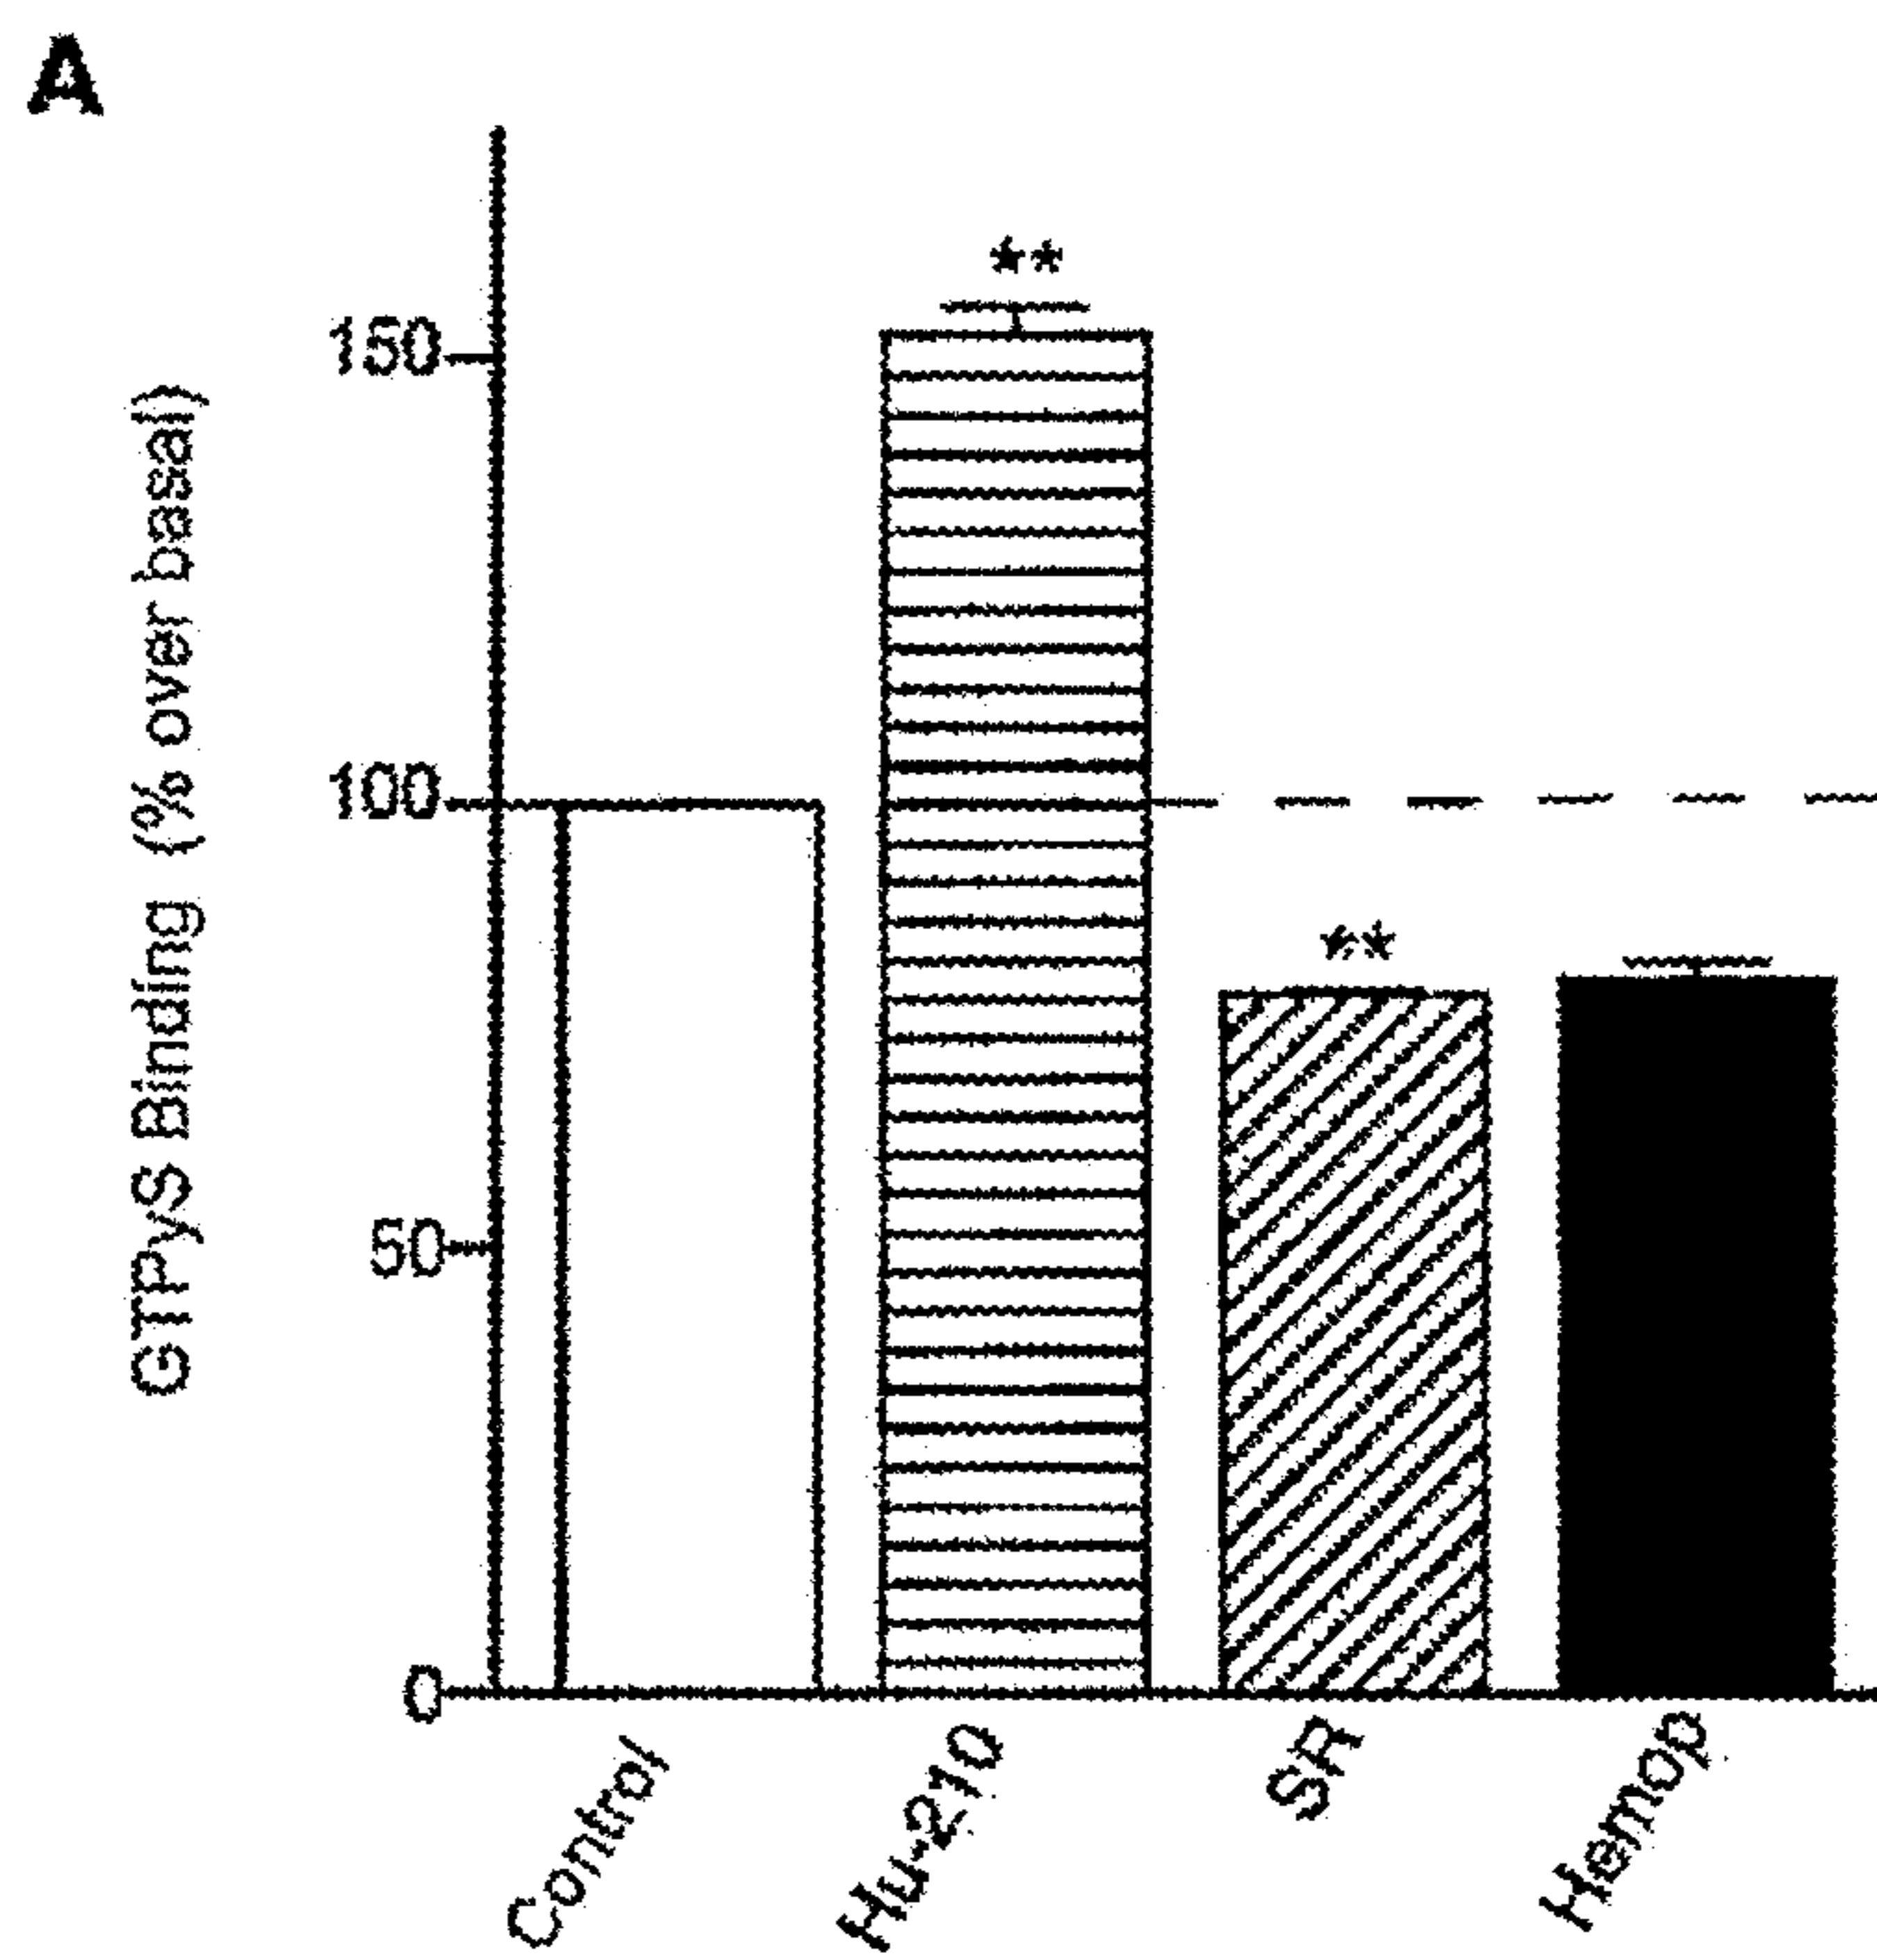 A
GTPγS Binding (% over basal)
150
100
50
0
**
**
Control
Hu-210
SR
Hemop